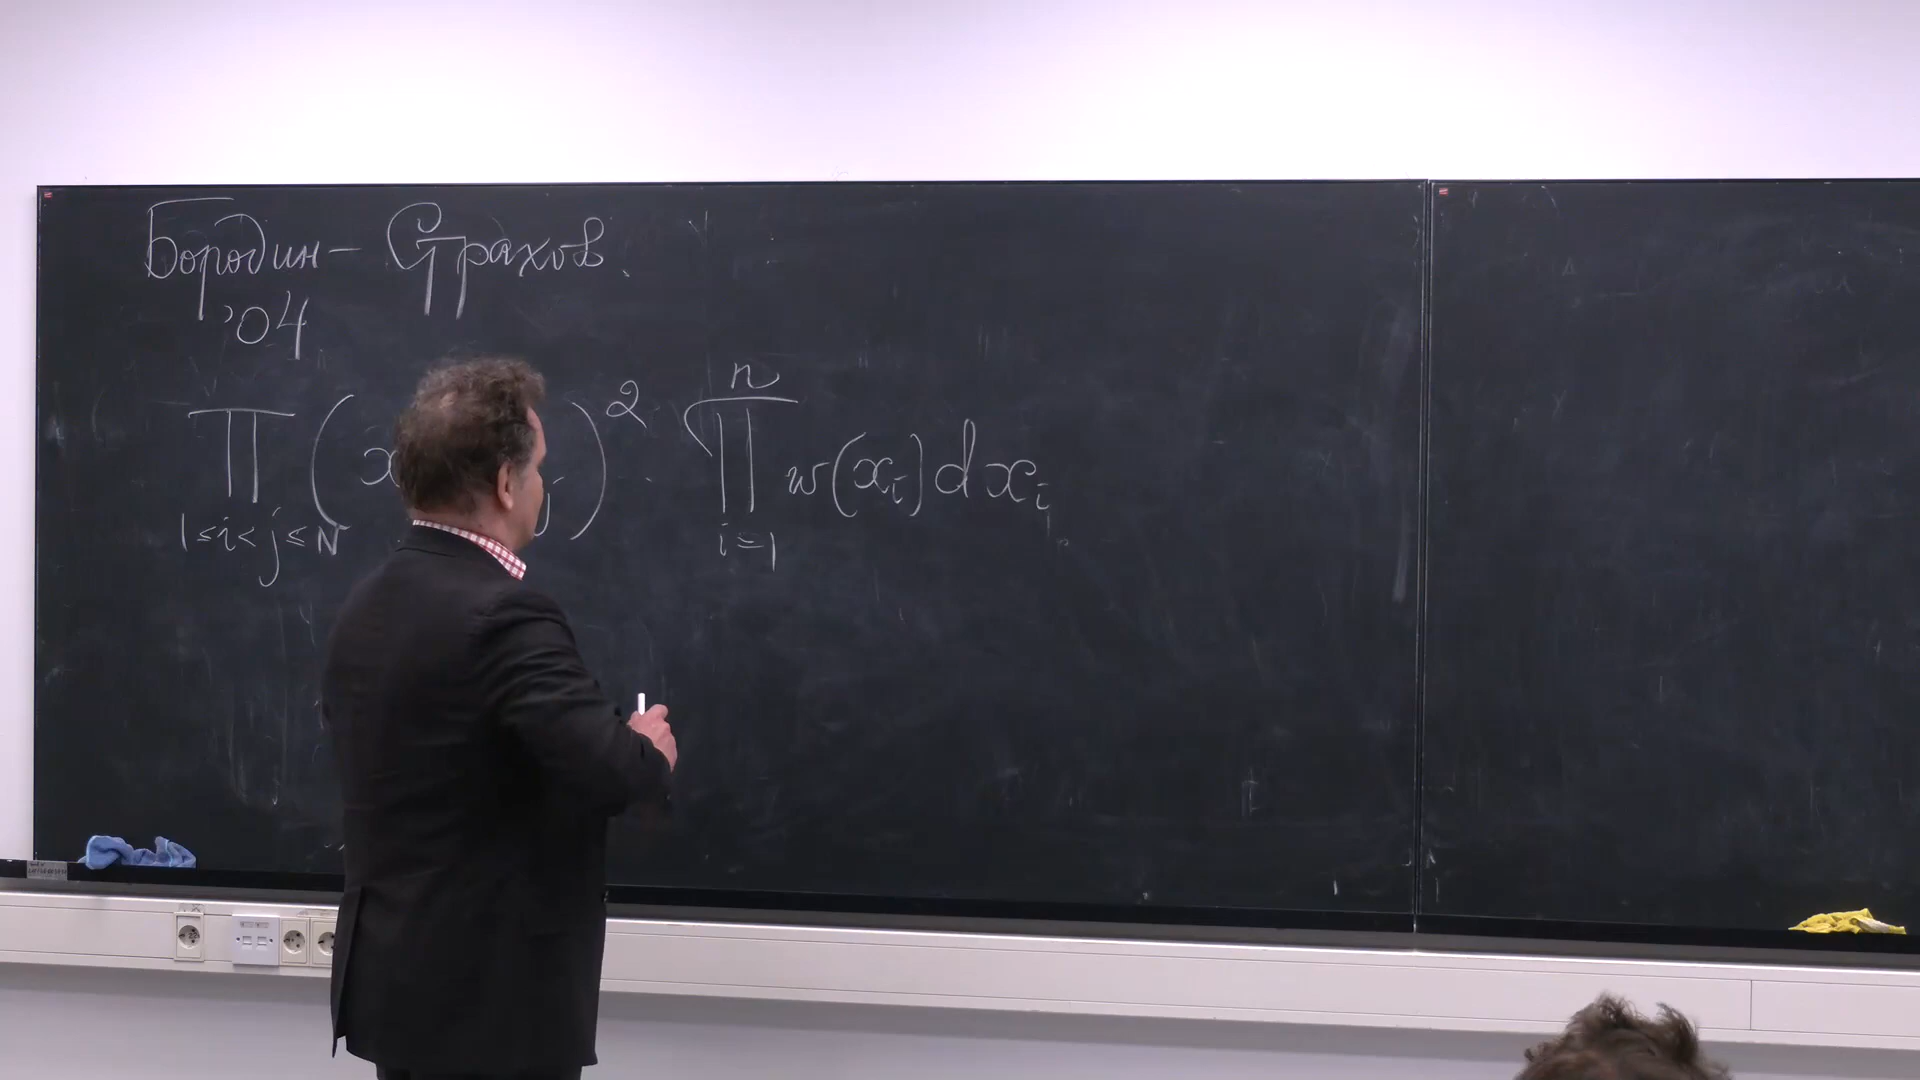 Бородин – Страхов.
'04
∏ (x j)² · ∏ w(xᵢ) dxᵢ
1≤i<j≤N n i=1